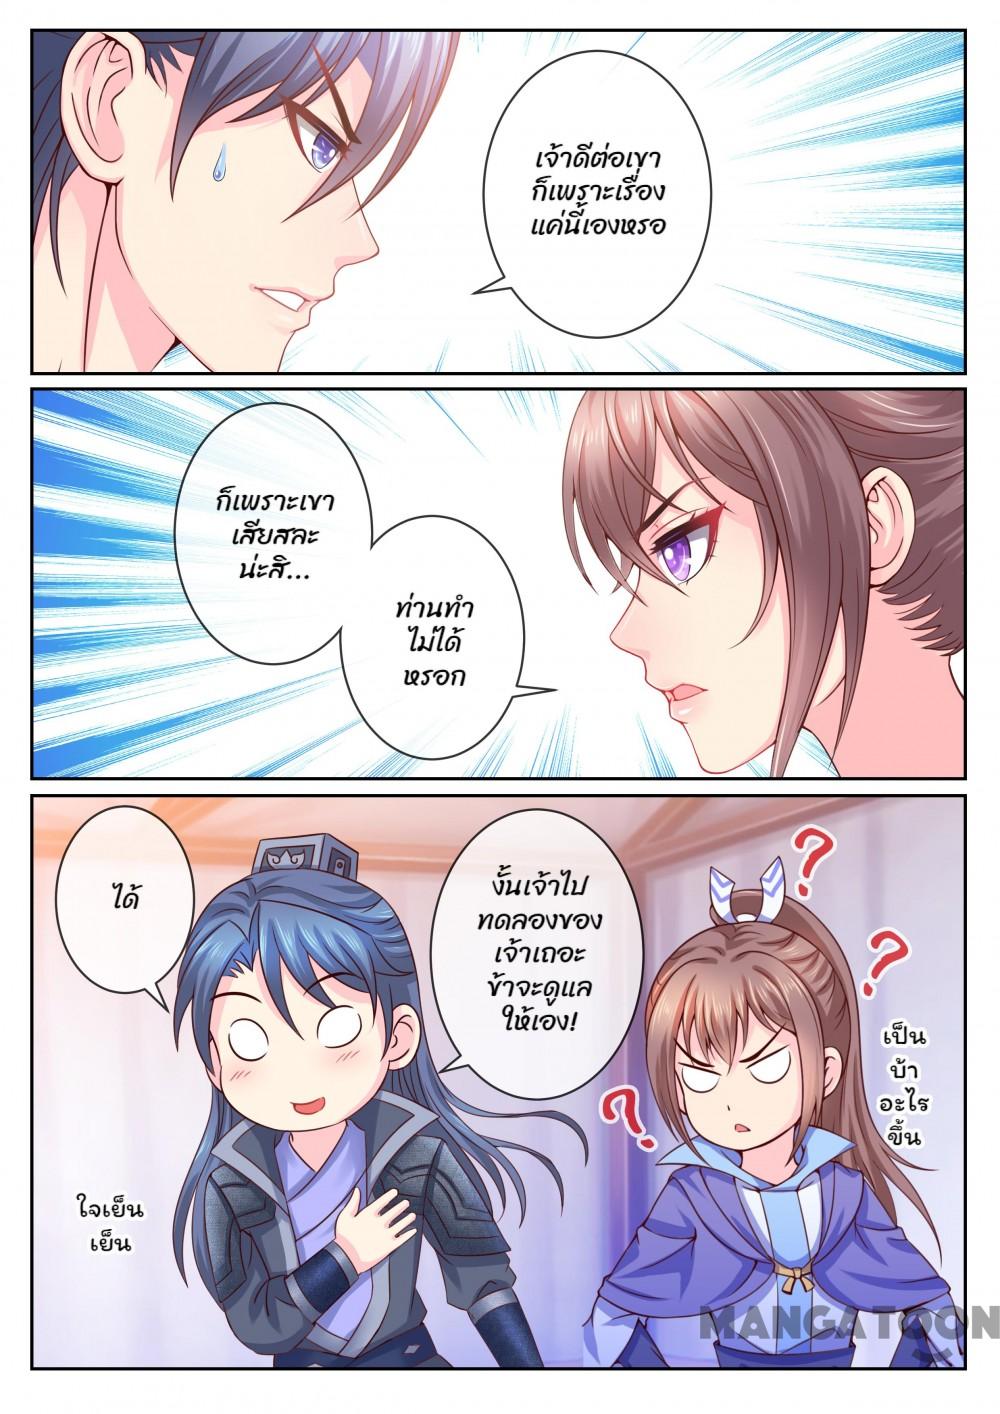 เจ้าดีต่อเขา
ก็เพราะเรื่อง
แค่นี้เองหรอ
ก็เพราะเขา
เสียสละ
น่ะสิ...
ท่านทำ
ไม่ได้
หรอก
ได้
งั้นเจ้าไป
ทดลองของ
เจ้าเถอะ
ข้าจะดูแล
ให้เอง!
?
?
?
เป็น
บ้า
อะไร
ขึ้น
ใจเย็น
เย็น
MANGATOON